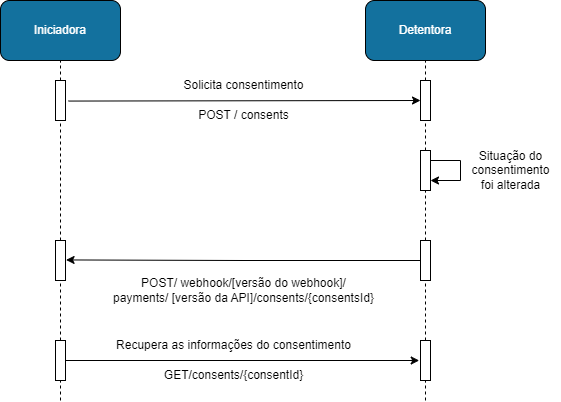 Iniciadora
Detentora
Solicita consentimento
POST / consents
Situação do
consentimento
foi alterada
POST/ webhook/[versão do webhook]/
payments/ [versão da API]/consents/{consentsId}
Recupera as informações do consentimento
GET/consents/{consentId}